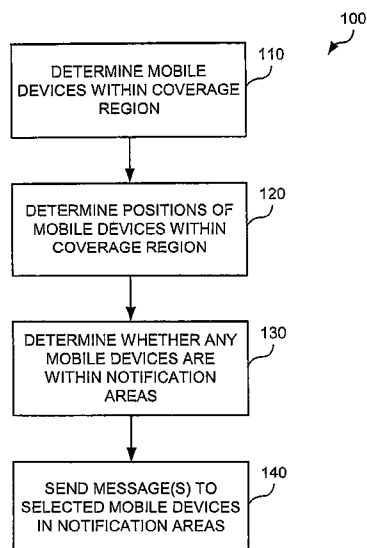 100
110
DETERMINE MOBILE
DEVICES WITHIN COVERAGE
REGION
120
DETERMINE POSITIONS OF
MOBILE DEVICES WITHIN
COVERAGE REGION
130
DETERMINE WHETHER ANY
MOBILE DEVICES ARE
WITHIN NOTIFICATION
AREAS
140
SEND MESSAGE(S) TO
SELECTED MOBILE DEVICES
IN NOTIFICATION AREAS